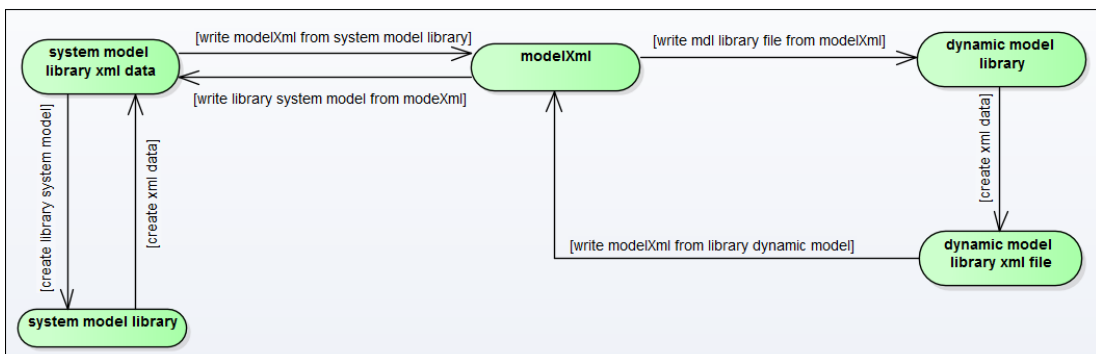 [write modelXml from system model library]
[write mdl library file from modelXml]
system model
library xml data
modelXml
dynamic model
library
[write library system model from modeXml]
[create library system model]
[create xml data]
[create xml data]
[write modelXml from library dynamic model]
dynamic model
library xml file
system model library